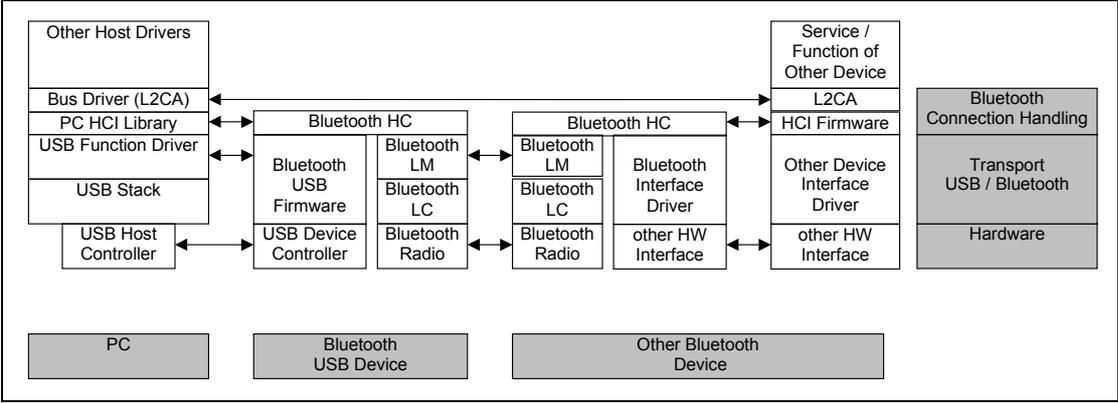 Other Host Drivers
Bus Driver (L2CA)
PC HCI Library
USB Function Driver
USB Stack
USB Host
Controller
Bluetooth HC
Bluetooth
USB
Firmware
USB Device
Controller
Bluetooth
LM
Bluetooth
LC
Bluetooth
Radio
Bluetooth HC
Bluetooth
LM
Bluetooth
LC
Bluetooth
Radio
Bluetooth
Interface
Driver
other HW
Interface
Service /
Function of
Other Device
L2CA
HCI Firmware
Other Device
Interface
Driver
other HW
Interface
Bluetooth
Connection Handling
Transport
USB / Bluetooth
Hardware
PC
Bluetooth
USB Device
Other Bluetooth
Device